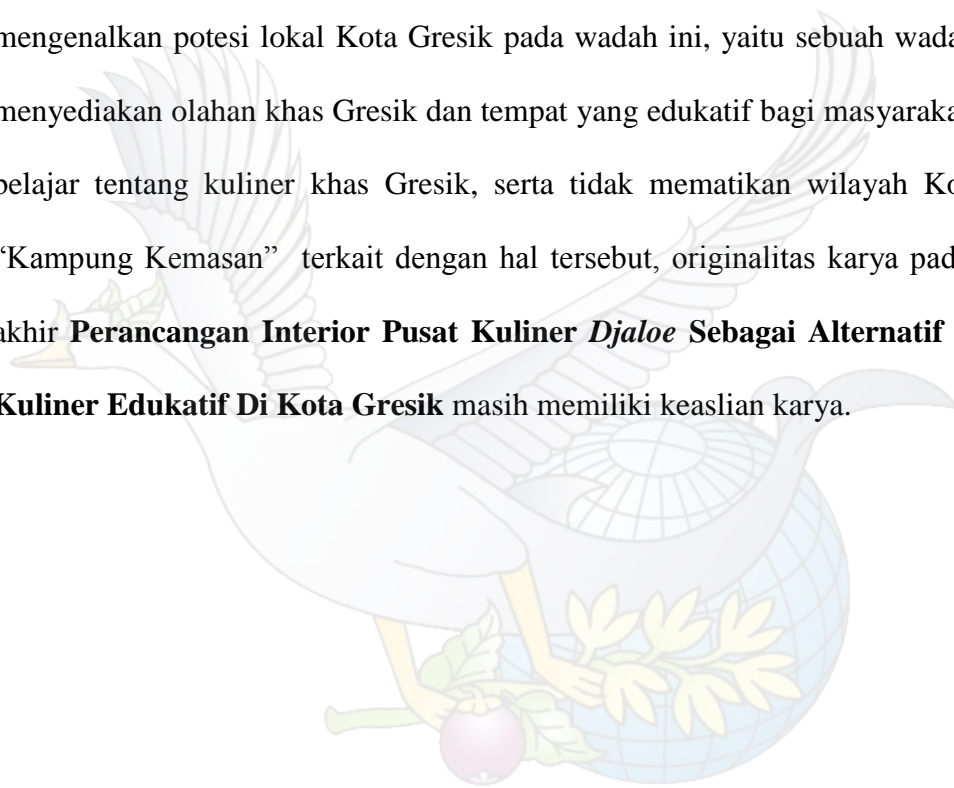 mengenalkan potesi lokal Kota Gresik pada wadah ini, yaitu sebuah wada
menyediakan olahan khas Gresik dan tempat yang edukatif bagi masyaraka
belajar tentang kuliner khas Gresik, serta tidak mematikan wilayah Ko
“Kampung Kemasan” terkait dengan hal tersebut, originalitas karya pad
akhir Perancangan Interior Pusat Kuliner Djaloe Sebagai Alternatif
Kuliner Edukatif Di Kota Gresik masih memiliki keaslian karya.